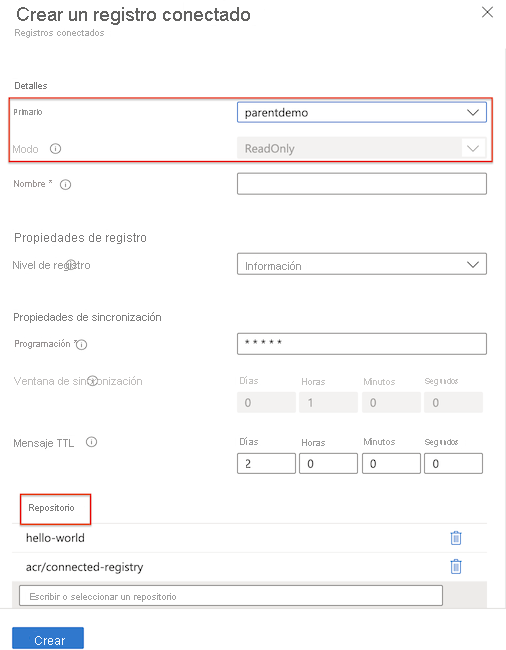 Crear un registro conectado
Registros conectados
Detalles
Primario parentdemo
Modo ReadOnly
Nombre *
Propiedades de registro
Nivel de registro Información
Propiedades de sincronización
Programación * * * * * *
Ventana de sincronización Días Horas Minutos Segundos
0 1 0 0
Mensaje TTL Días Horas Minutos Segundos
2 0 0 0
Repositorio
hello-world
acr/connected-registry
Escribir o seleccionar un repositorio
Crear